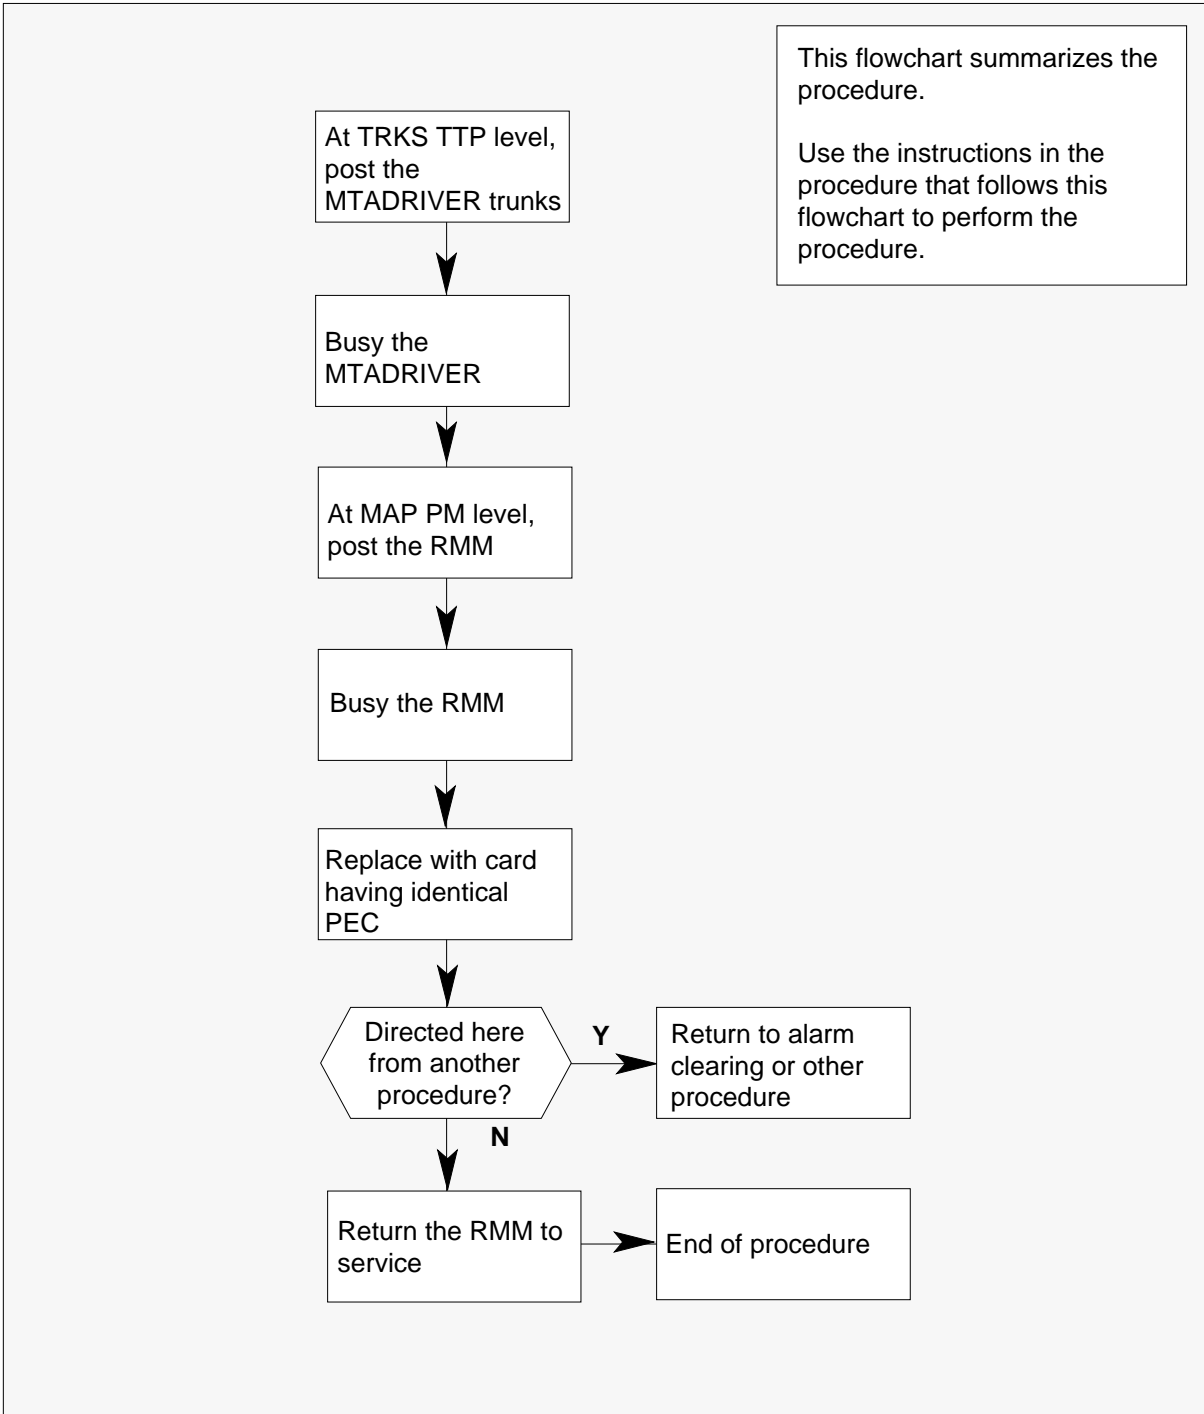 This flowchart summarizes the
procedure.
Use the instructions in the
procedure that follows this
flowchart to perform the
procedure.
At TRKS TTP level,
post the
MTADRIVER trunks
Busy the
MTADRIVER
At MAP PM level,
post the RMM
Busy the RMM
Replace with card
having identical
PEC
Directed here
from another
procedure?
Y
Return to alarm
clearing or other
procedure
N
Return the RMM to
service
End of procedure